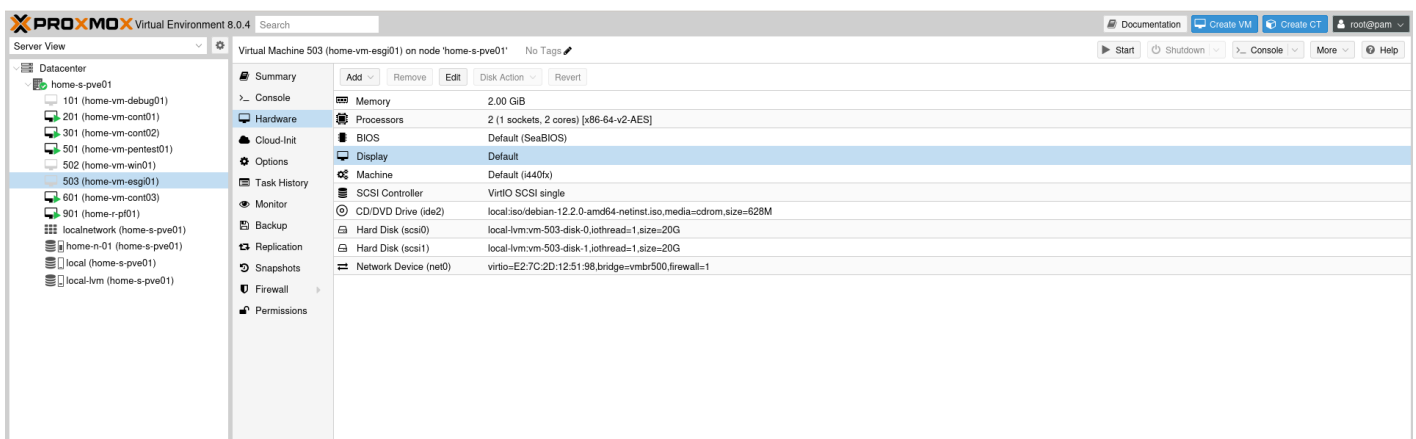 PROXMOX Virtual Environment 8.0.4 Search Documentation Create VM Create CT root@pam
Server View
Datacenter
home-s-pve01
101 (home-vm-debug01)
201 (home-vm-cont01)
301 (home-vm-cont02)
501 (home-vm-pentest01)
502 (home-vm-win01)
503 (home-vm-esgi01)
601 (home-vm-cont03)
901 (home-r-pf01)
localnetwork (home-s-pve01)
home-n-01 (home-s-pve01)
local (home-s-pve01)
local-lvm (home-s-pve01)
Virtual Machine 503 (home-vm-esgi01) on node 'home-s-pve01' No Tags Start Shutdown Console More Help
Summary
Console
Hardware
Cloud-Init
Options
Task History
Monitor
Backup
Replication
Snapshots
Firewall
Permissions
Add Remove Edit Disk Action Revert
Memory 2.00 GiB
Processors 2 (1 sockets, 2 cores) [x86-64-v2-AES]
BIOS Default (SeaBIOS)
Display Default
Machine Default (i440fx)
SCSI Controller VirtIO SCSI single
CD/DVD Drive (ide2) local:iso/debian-12.2.0-amd64-netinst.iso,media=cdrom,size=628M
Hard Disk (scsi0) local-lvm:vm-503-disk-0,iothread=1,size=20G
Hard Disk (scsi1) local-lvm:vm-503-disk-1,iothread=1,size=20G
Network Device (net0) virtio=E2:7C:2D:12:51:98,bridge=vmbr500,firewall=1